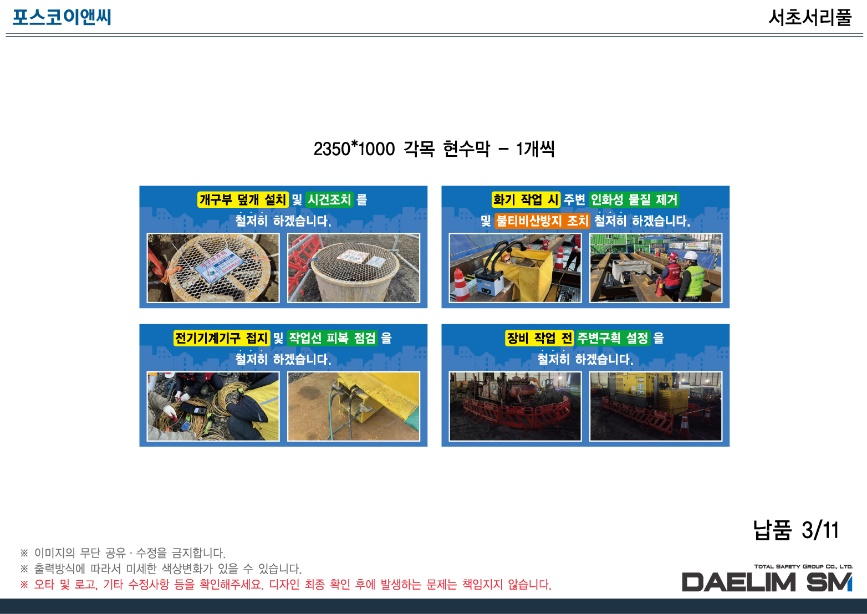 포스코이앤씨
서초서리풀
2350*1000 각목 현수막 - 1개씩
개구부 덮개 설치 및 시건조치 를
철저히 하겠습니다.
화기 작업 시 주변 인화성 물질 제거
및 불티비산방지 조치 철저히 하겠습니다.
전기기계기구 접지 및 작업선 피복 점검 을
철저히 하겠습니다.
장비 작업 전 주변구획 설정 을
철저히 하겠습니다.
납품 3/11
※ 이미지의 무단 공유·수정을 금지합니다.
※ 출력방식에 따라서 미세한 색상변화가 있을 수 있습니다.
※ 오타 및 로고, 기타 수정사항 등을 확인해주세요. 디자인 최종 확인 후에 발생하는 문제는 책임지지 않습니다.
TOTAL SAFETY GROUP CO., LTD.
DAELIM SM